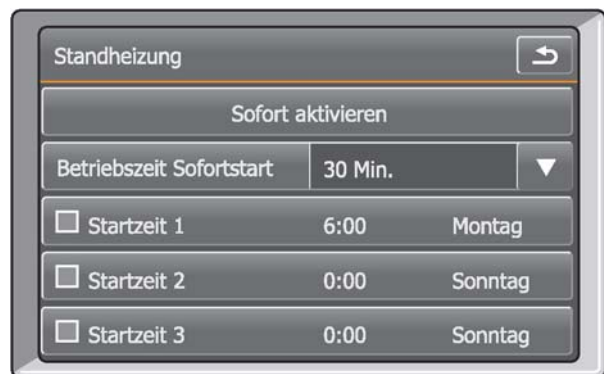 Standheizung
Sofort aktivieren
Betriebszeit Sofortstart 30 Min.
Startzeit 1 6:00 Montag
Startzeit 2 0:00 Sonntag
Startzeit 3 0:00 Sonntag